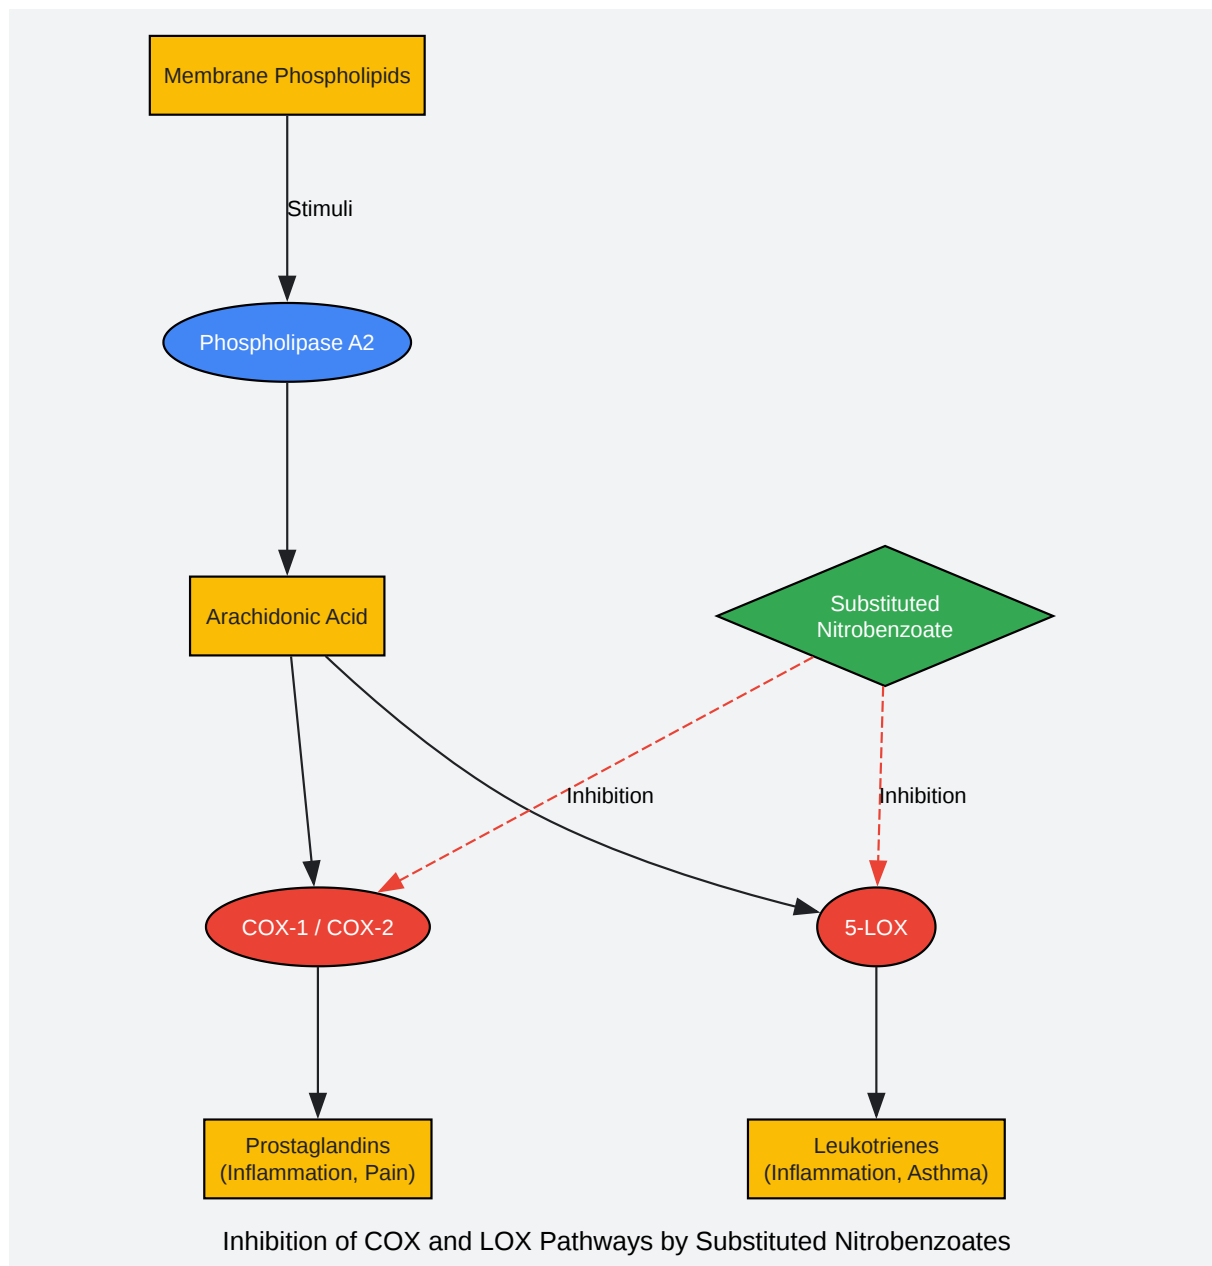 Membrane Phospholipids
Stimuli
Phospholipase A2
Arachidonic Acid
Substituted
Nitrobenzoate
Inhibition
Inhibition
COX-1 / COX-2
5-LOX
Prostaglandins
(Inflammation, Pain)
Leukotrienes
(Inflammation, Asthma)
Inhibition of COX and LOX Pathways by Substituted Nitrobenzoates